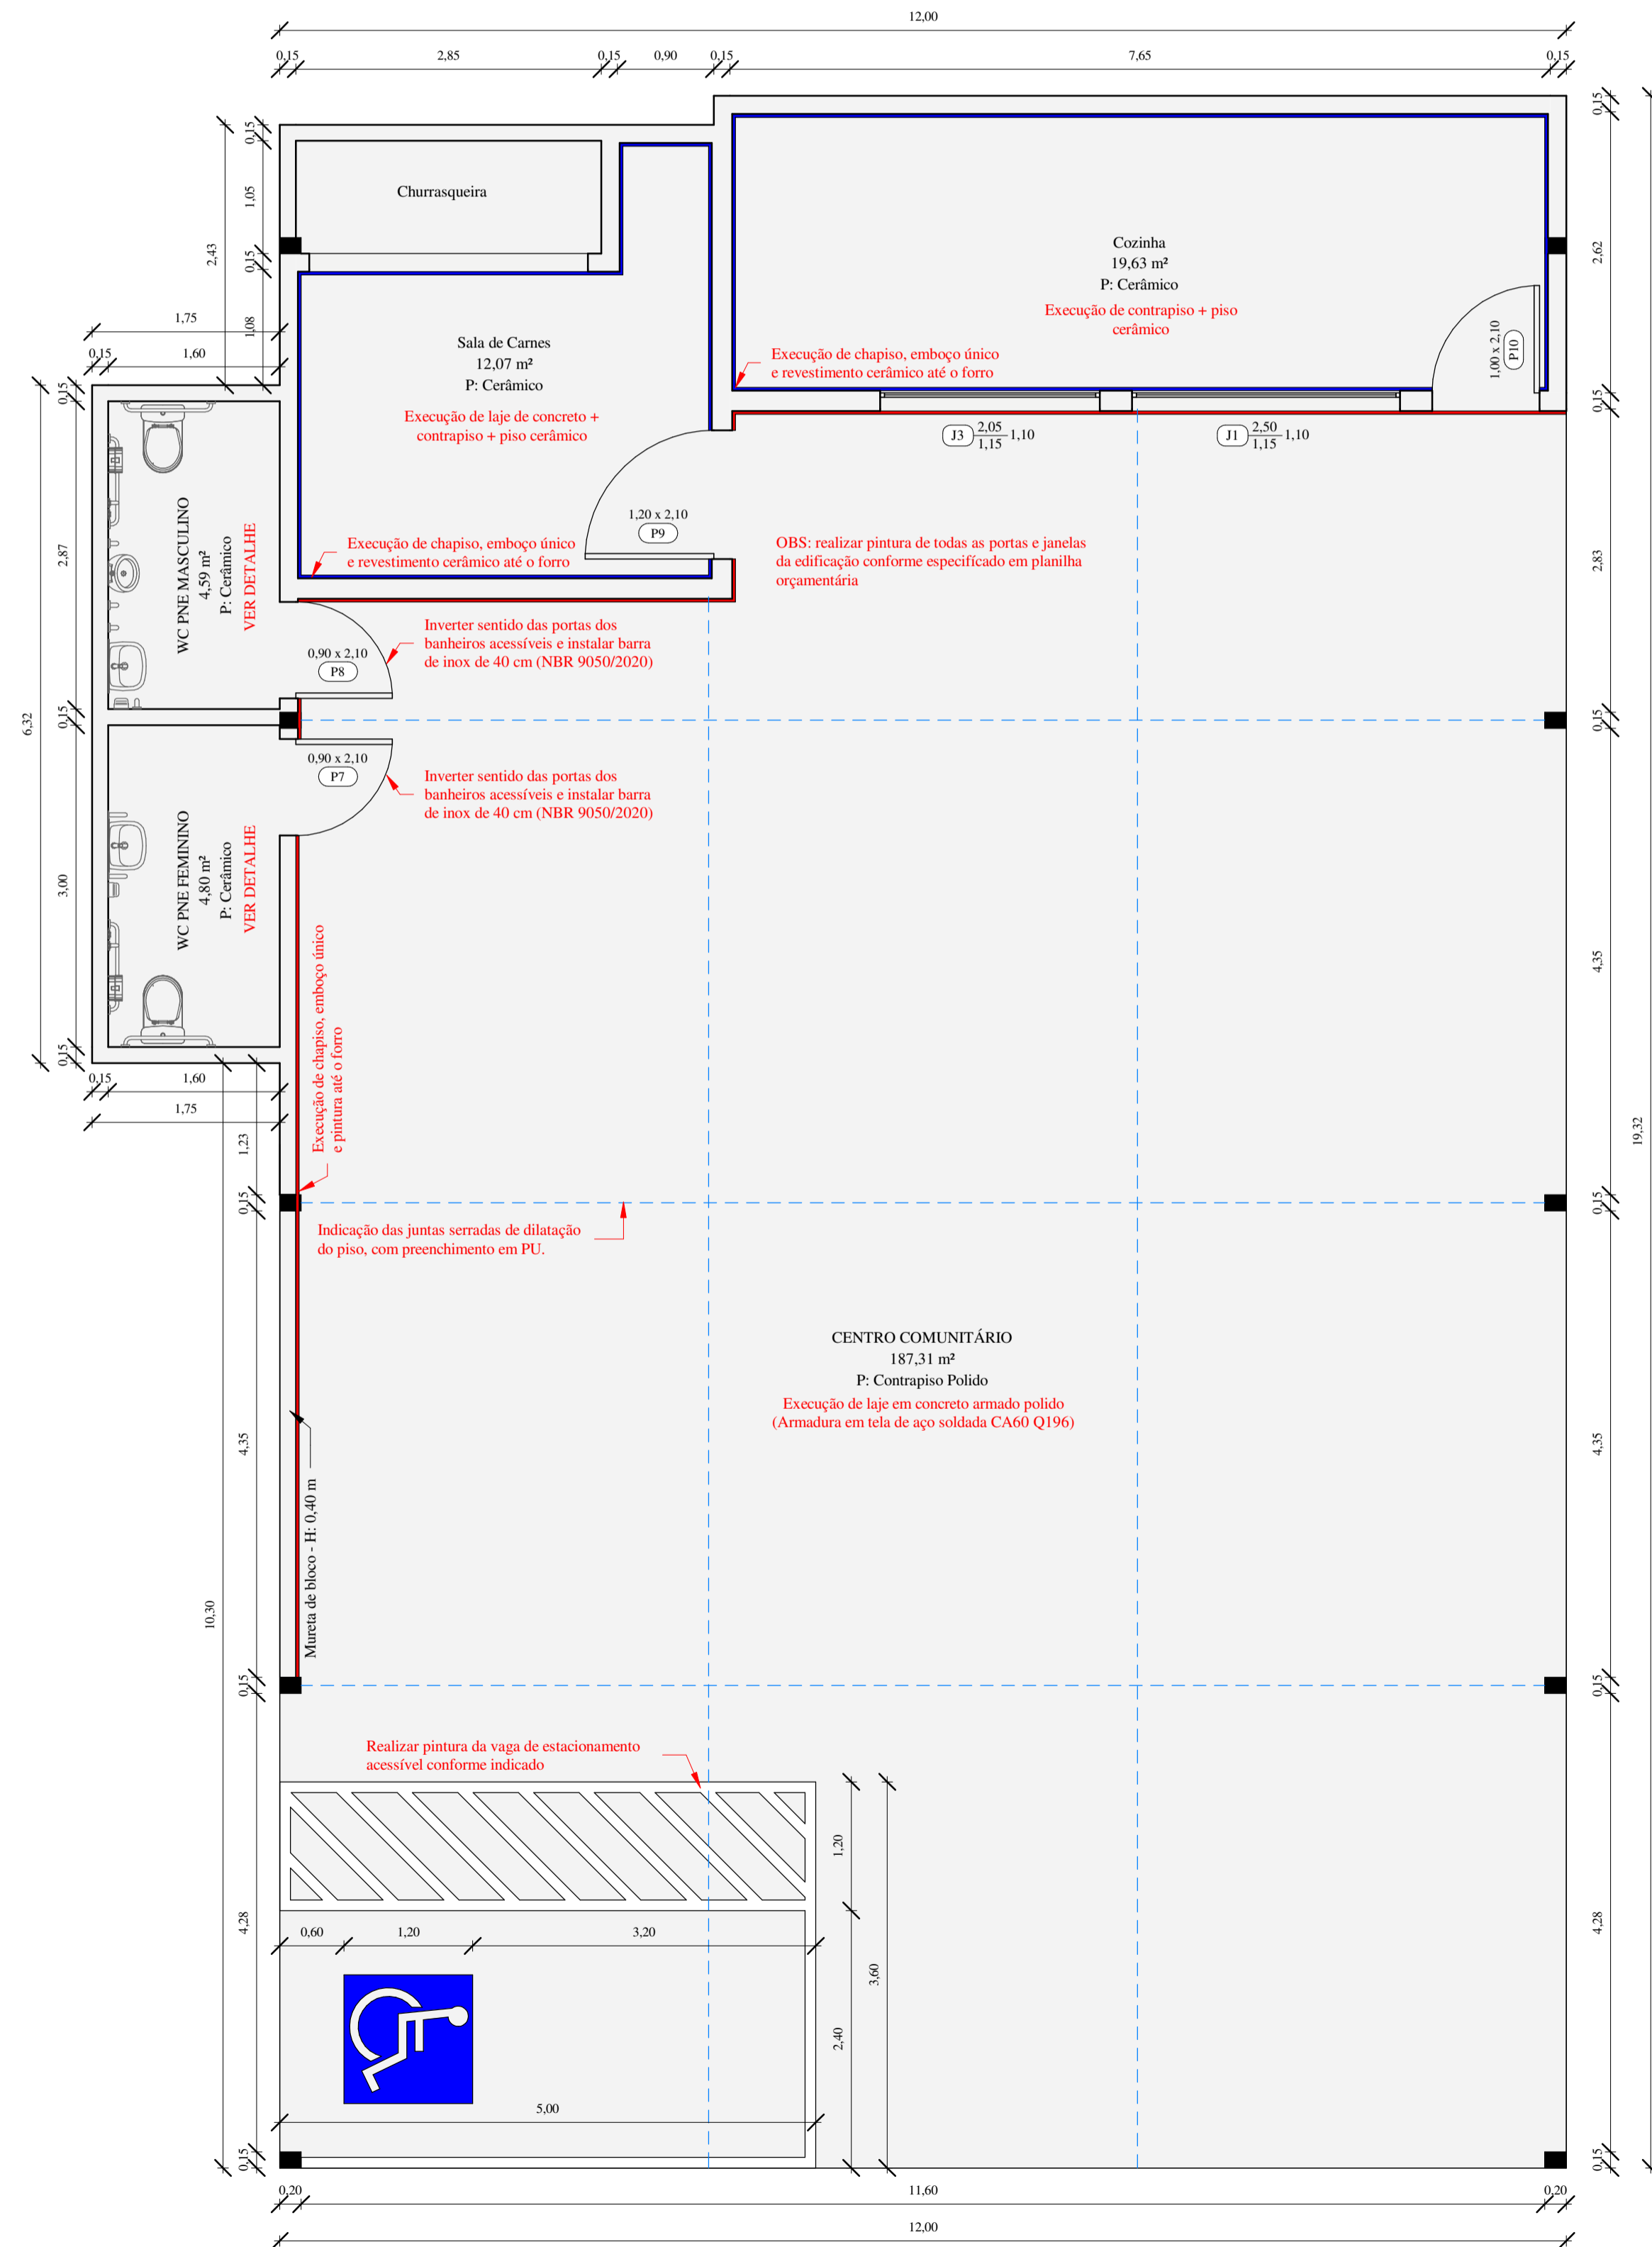 12,00
0,15
2,85
0,15
0,90
0,15
7,65
0,15
0,15
1,05
0,15
1,08
2,43
Churrasqueira
Cozinha
19,63 m²
P: Cerâmico
Execução de contrapiso + piso
cerâmico
1,00 x 2,10
P10
0,15
2,62
0,15
1,75
0,15
1,60
Sala de Carnes
12,07 m²
P: Cerâmico
Execução de laje de concreto +
contrapiso + piso cerâmico
Execução de chapiso, emboço único
e revestimento cerâmico até o forro
J3
2,05
1,15
1,10
J1
2,50
1,15
1,10
1,20 x 2,10
P9
Execução de chapiso, emboço único
e revestimento cerâmico até o forro
OBS: realizar pintura de todas as portas e janelas
da edificação conforme específicado em planilha
orçamentária
2,83
0,15
2,87
0,15
6,32
WC PNE MASCULINO
4,59 m²
P: Cerâmico
VER DETALHE
0,90 x 2,10
P8
Inverter sentido das portas dos
banheiros acessíveis e instalar barra
de inox de 40 cm (NBR 9050/2020)
0,15
0,90 x 2,10
P7
Inverter sentido das portas dos
banheiros acessíveis e instalar barra
de inox de 40 cm (NBR 9050/2020)
WC PNE FEMININO
4,80 m²
P: Cerâmico
VER DETALHE
3,00
0,15
0,15
1,60
1,75
4,35
Execução de chapiso, emboço único
e pintura até o forro
1,23
0,15
0,15
19,32
Indicação das juntas serradas de dilatação
do piso, com preenchimento em PU.
CENTRO COMUNITÁRIO
187,31 m²
P: Contrapiso Polido
Execução de laje em concreto armado polido
(Armadura em tela de aço soldada CA60 Q196)
4,35
4,35
Mureta de bloco - H: 0,40 m
10,30
0,15
0,15
Realizar pintura da vaga de estacionamento
acessível conforme indicado
1,20
4,28
0,60
1,20
3,20
3,60
4,28
2,40
5,00
0,15
0,15
0,20
11,60
0,20
12,00